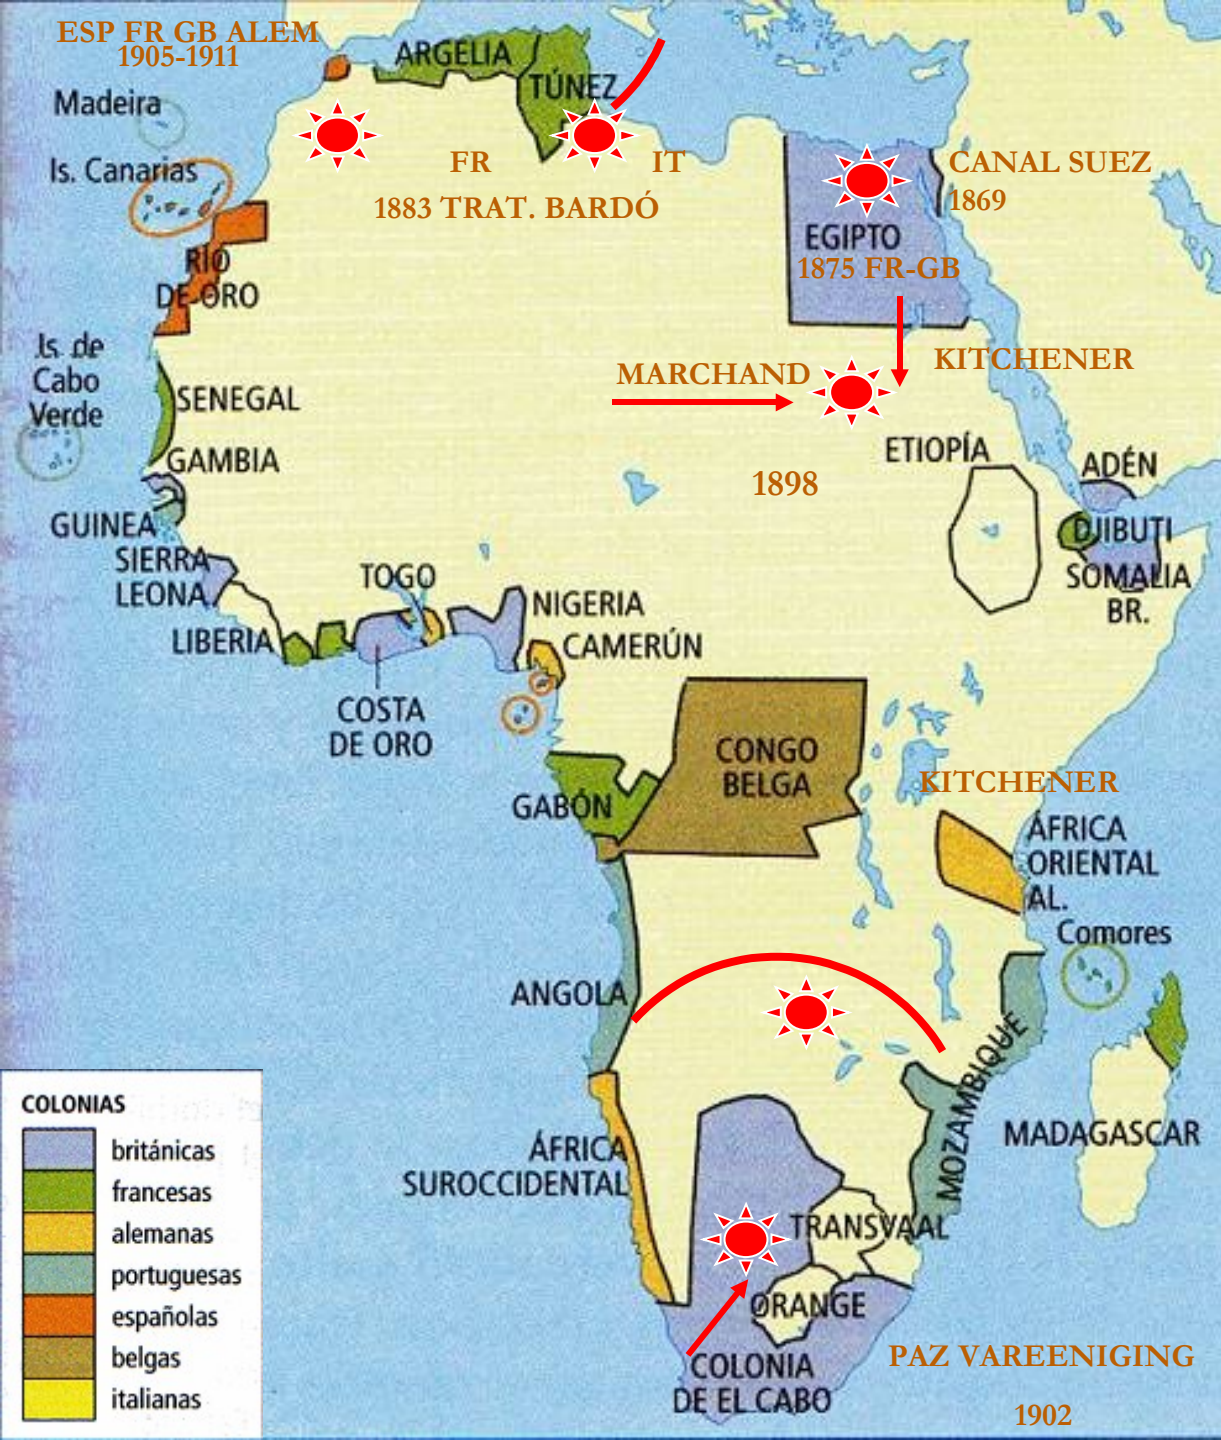 ESP FR GB ALEM
1905-1911
ARGELIA
TÚNEZ
Madeira
Is. Canarias
FR
IT
1883 TRAT. BARDÓ
CANAL SUEZ
1869
EGIPTO
1875 FR-GB
RÍO
DE ORO
Is. de
Cabo
Verde
SENEGAL
GAMBIA
MARCHAND
KITCHENER
1898
ETIOPÍA
ADÉN
DJIBUTI
SOMALIA
BR.
GUINEA
SIERRA
LEONA
LIBERIA
TOGO
NIGERIA
CAMERÚN
COSTA
DE ORO
GABÓN
CONGO
BELGA
KITCHENER
ÁFRICA
ORIENTAL
AL.
Comores
ANGOLA
MOZAMBIQUE
MADAGASCAR
ÁFRICA
SUROCCIDENTAL
TRANSVAAL
ORANGE
COLONIA
DE EL CABO
PAZ VAREENIGING
1902
COLONIAS
británicas
francesas
alemanas
portuguesas
españolas
belgas
italianas